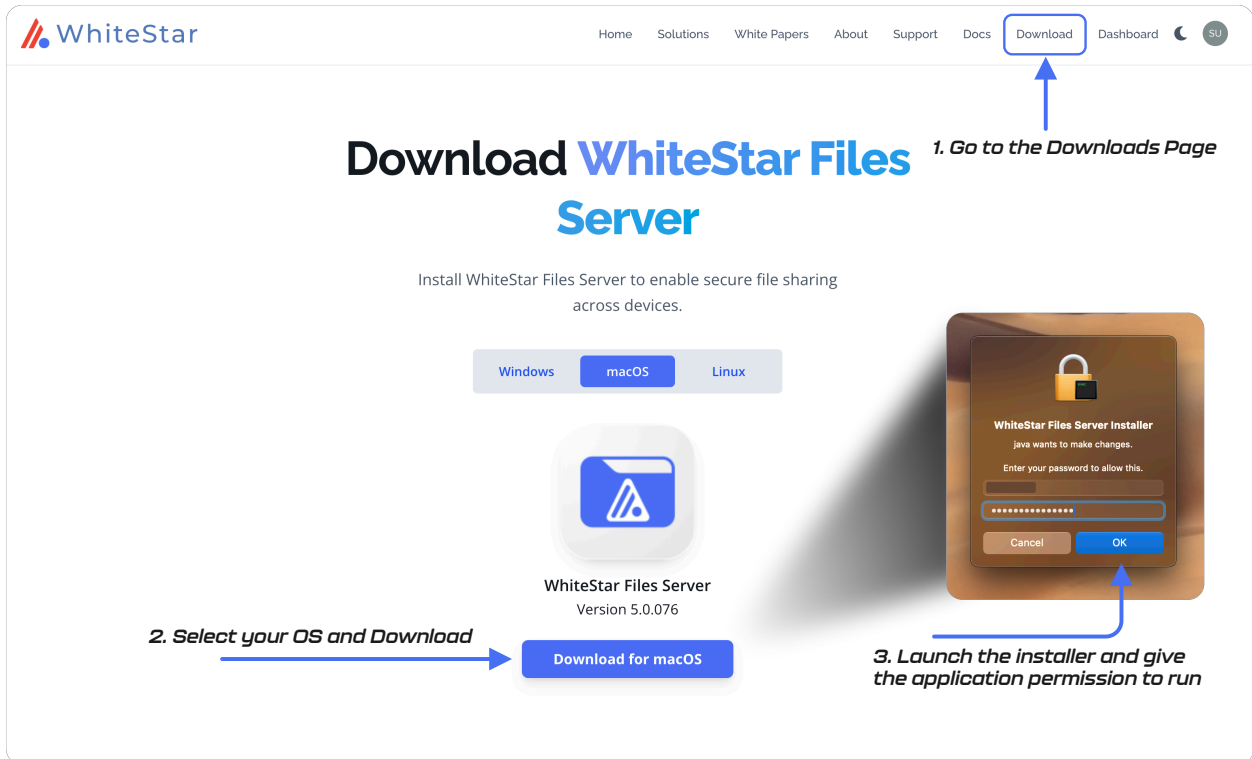 WhiteStar
Home Solutions White Papers About Support Docs Download Dashboard SU
1. Go to the Downloads Page
Download WhiteStar Files
Server
Install WhiteStar Files Server to enable secure file sharing
across devices.
Windows macOS Linux
WhiteStar Files Server
Version 5.0.076
2. Select your OS and Download
Download for macOS
WhiteStar Files Server Installer
java wants to make changes.
Enter your password to allow this.
Cancel OK
3. Launch the installer and give
the application permission to run